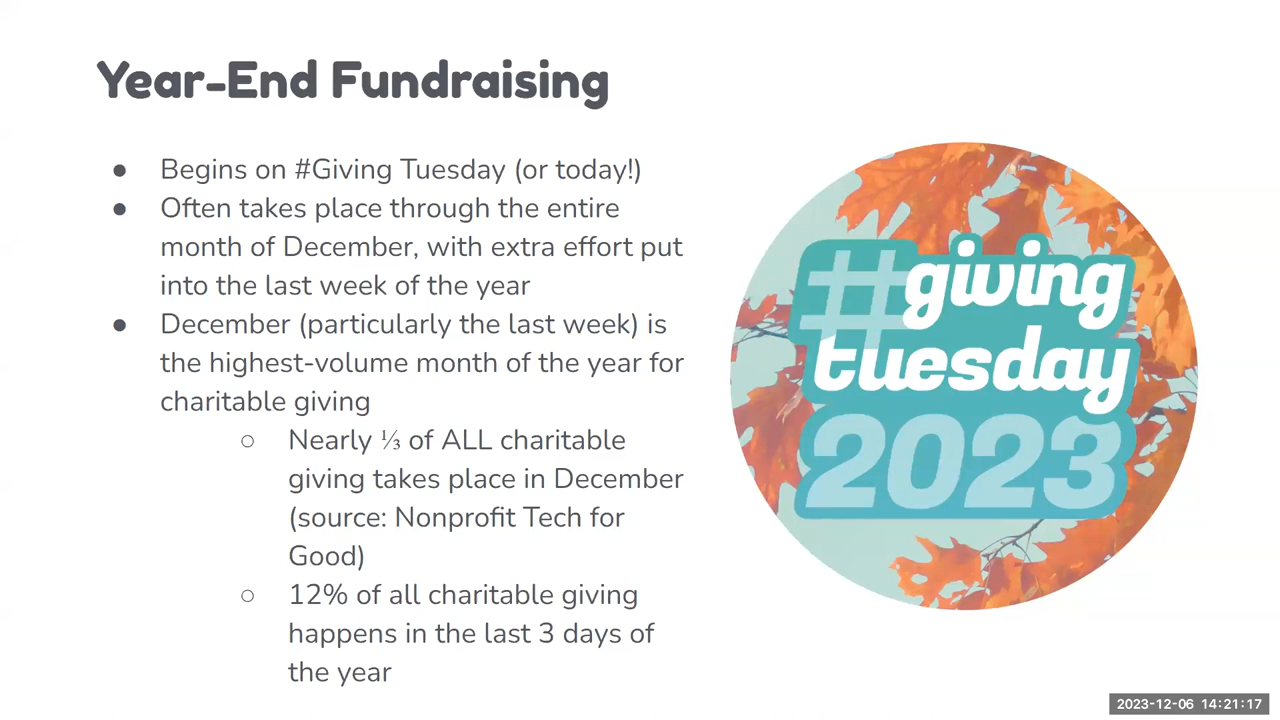 Year-End Fundraising
● Begins on #Giving Tuesday (or today!)
● Often takes place through the entire
month of December, with extra effort put
into the last week of the year
● December (particularly the last week) is
the highest-volume month of the year for
charitable giving
○ Nearly ⅓ of ALL charitable
giving takes place in December
(source: Nonprofit Tech for
Good)
○ 12% of all charitable giving
happens in the last 3 days of
the year
#giving
tuesday
2023
2023-12-06 14:21:17